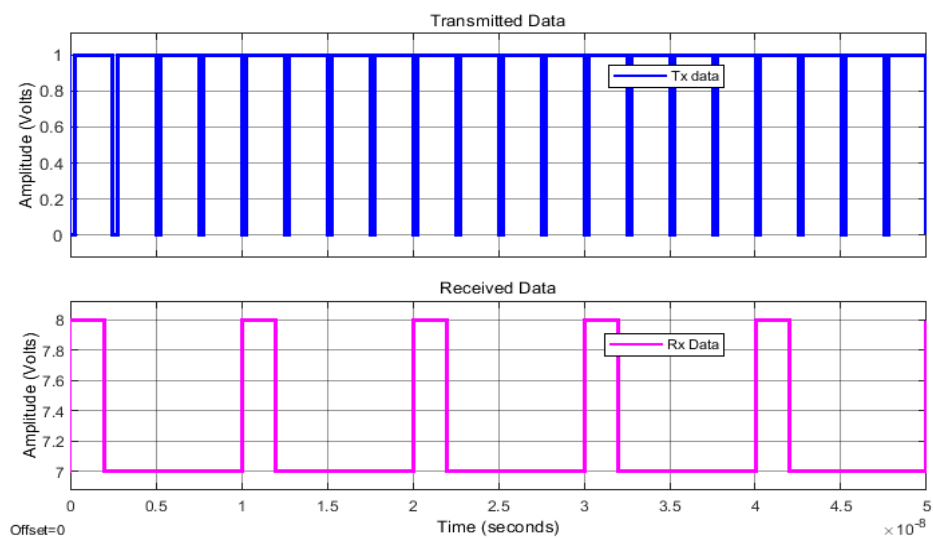 Transmitted Data
Amplitude (Volts)
1
0.8
0.6
0.4
0.2
0
Tx data
Received Data
Amplitude (Volts)
8
7.8
7.6
7.4
7.2
7
Rx Data
0 0.5 1 1.5 2 2.5 3 3.5 4 4.5 5
Offset=0 Time (seconds) ×10⁻⁸